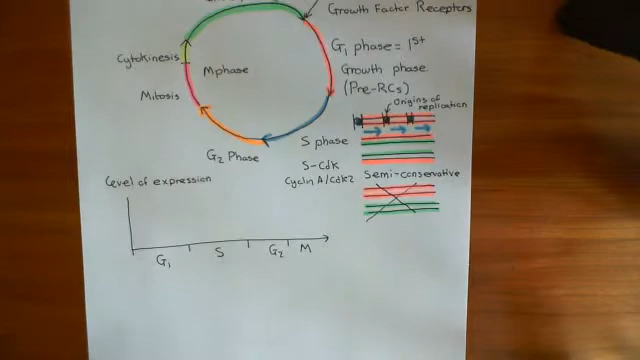 Growth Factor Receptors
G1 phase = 1st
Growth phase
(Pre-RCs)
Cytokinesis
M phase
Mitosis
Origins of
replication
S phase
G2 Phase
S-Cdk
Cyclin A/Cdk2
Semi-conservative
Level of expression
G1 S G2 M